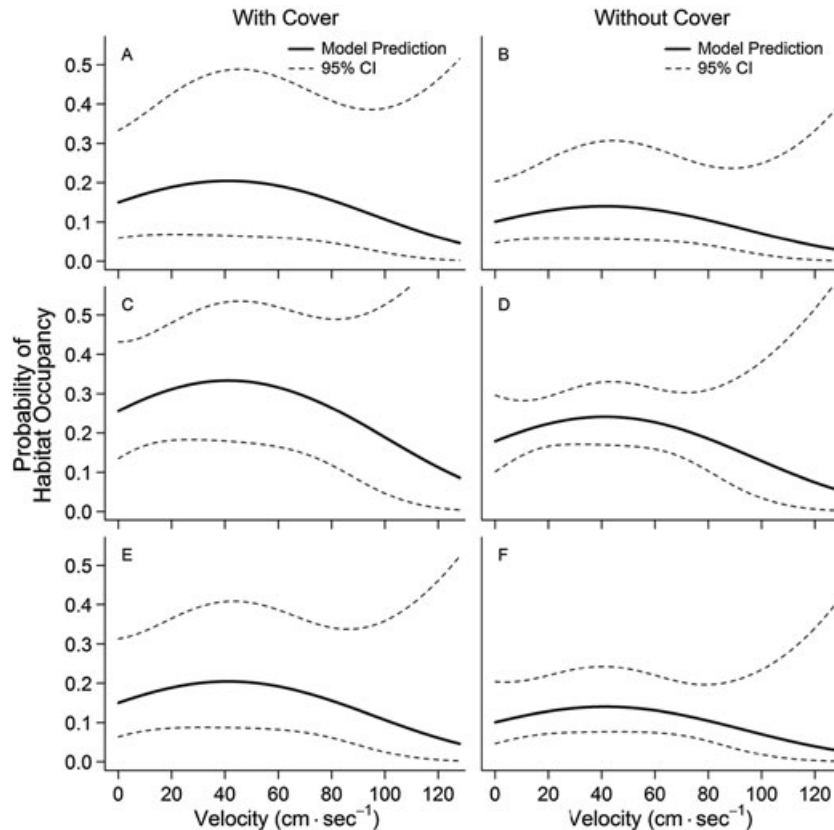 With Cover
Without Cover
A
Model Prediction
95% CI
B
Model Prediction
95% CI
0.5
0.4
0.3
0.2
0.1
0.0
C
D
0.5
0.4
0.3
0.2
0.1
0.0
Probability of
Habitat Occupancy
E
F
0.5
0.4
0.3
0.2
0.1
0.0
0 20 40 60 80 100 120
0 20 40 60 80 100 120
Velocity (cm · sec⁻¹)
Velocity (cm · sec⁻¹)